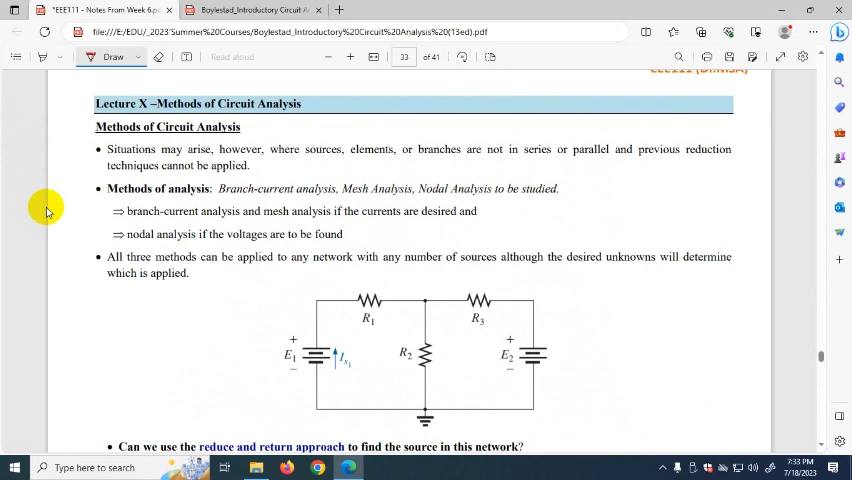 *EEE111 - Notes From Week 6.pd
Boylestad_Introductory Circuit A
file:///E:/EDU/_2023'Summer%20Courses/Boylestad_Introductory%20Circuit%20Analysis%20(13ed).pdf
Draw
Read aloud
33 of 41
EEE111 (Dr.MSA)
Lecture X –Methods of Circuit Analysis
Methods of Circuit Analysis
• Situations may arise, however, where sources, elements, or branches are not in series or parallel and previous reduction
techniques cannot be applied.
• Methods of analysis: Branch-current analysis, Mesh Analysis, Nodal Analysis to be studied.
⇒ branch-current analysis and mesh analysis if the currents are desired and
⇒ nodal analysis if the voltages are to be found
• All three methods can be applied to any network with any number of sources although the desired unknowns will determine
which is applied.
R1
R3
+
E1
–
Is1
R2
+
E2
–
• Can we use the reduce and return approach to find the source in this network?
Type here to search
7:33 PM
7/18/2023